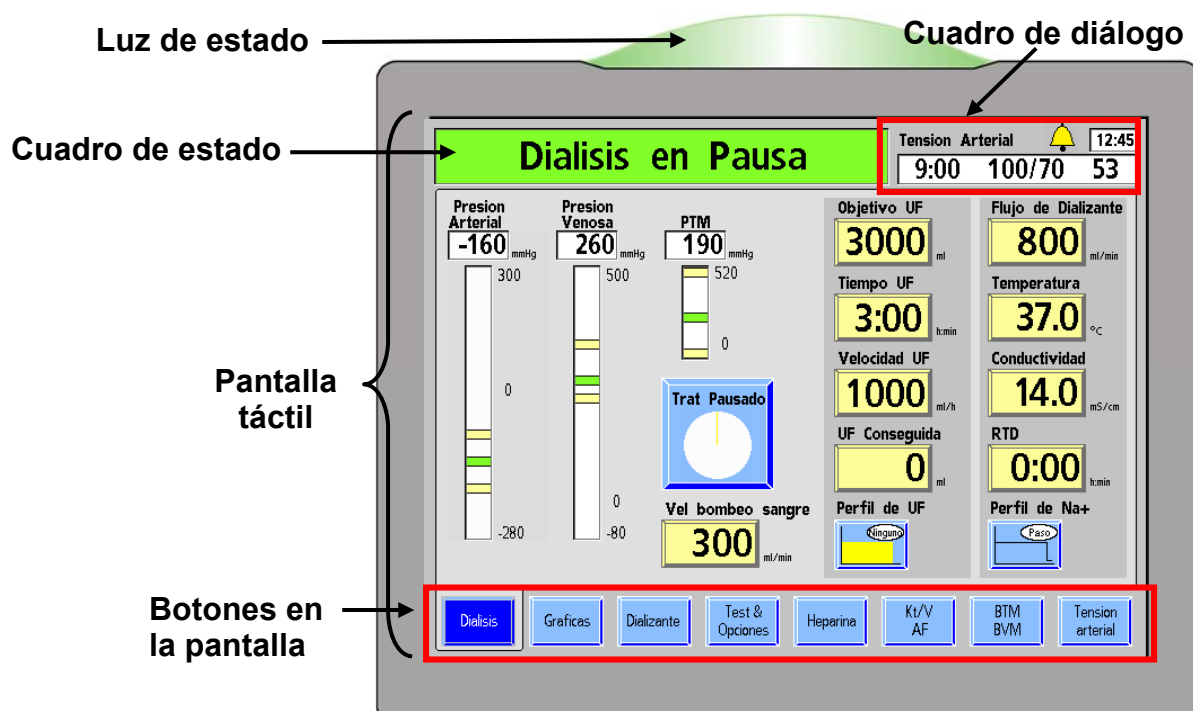 Luz de estado
Cuadro de diálogo
Cuadro de estado
Dialisis en Pausa
Tension Arterial 12:45
9:00 100/70 53
Presion
Arterial
-160 mmHg
300
0
-280
Presion
Venosa
260 mmHg
500
0
-80
PTM
190 mmHg
520
0
Trat Pausado
Vel bombeo sangre
300 ml/min
Objetivo UF
3000 ml
Tiempo UF
3:00 h:min
Velocidad UF
1000 ml/h
UF Conseguida
0 ml
Perfil de UF
Ninguno
Flujo de Dializante
800 ml/min
Temperatura
37.0 °C
Conductividad
14.0 mS/cm
RTD
0:00 h:min
Perfil de Na+
Paso
Pantalla
táctil
Botones en
la pantalla
Dialisis
Graficas
Dializante
Test &
Opciones
Heparina
Kt/V
AF
BTM
BVM
Tension
arterial